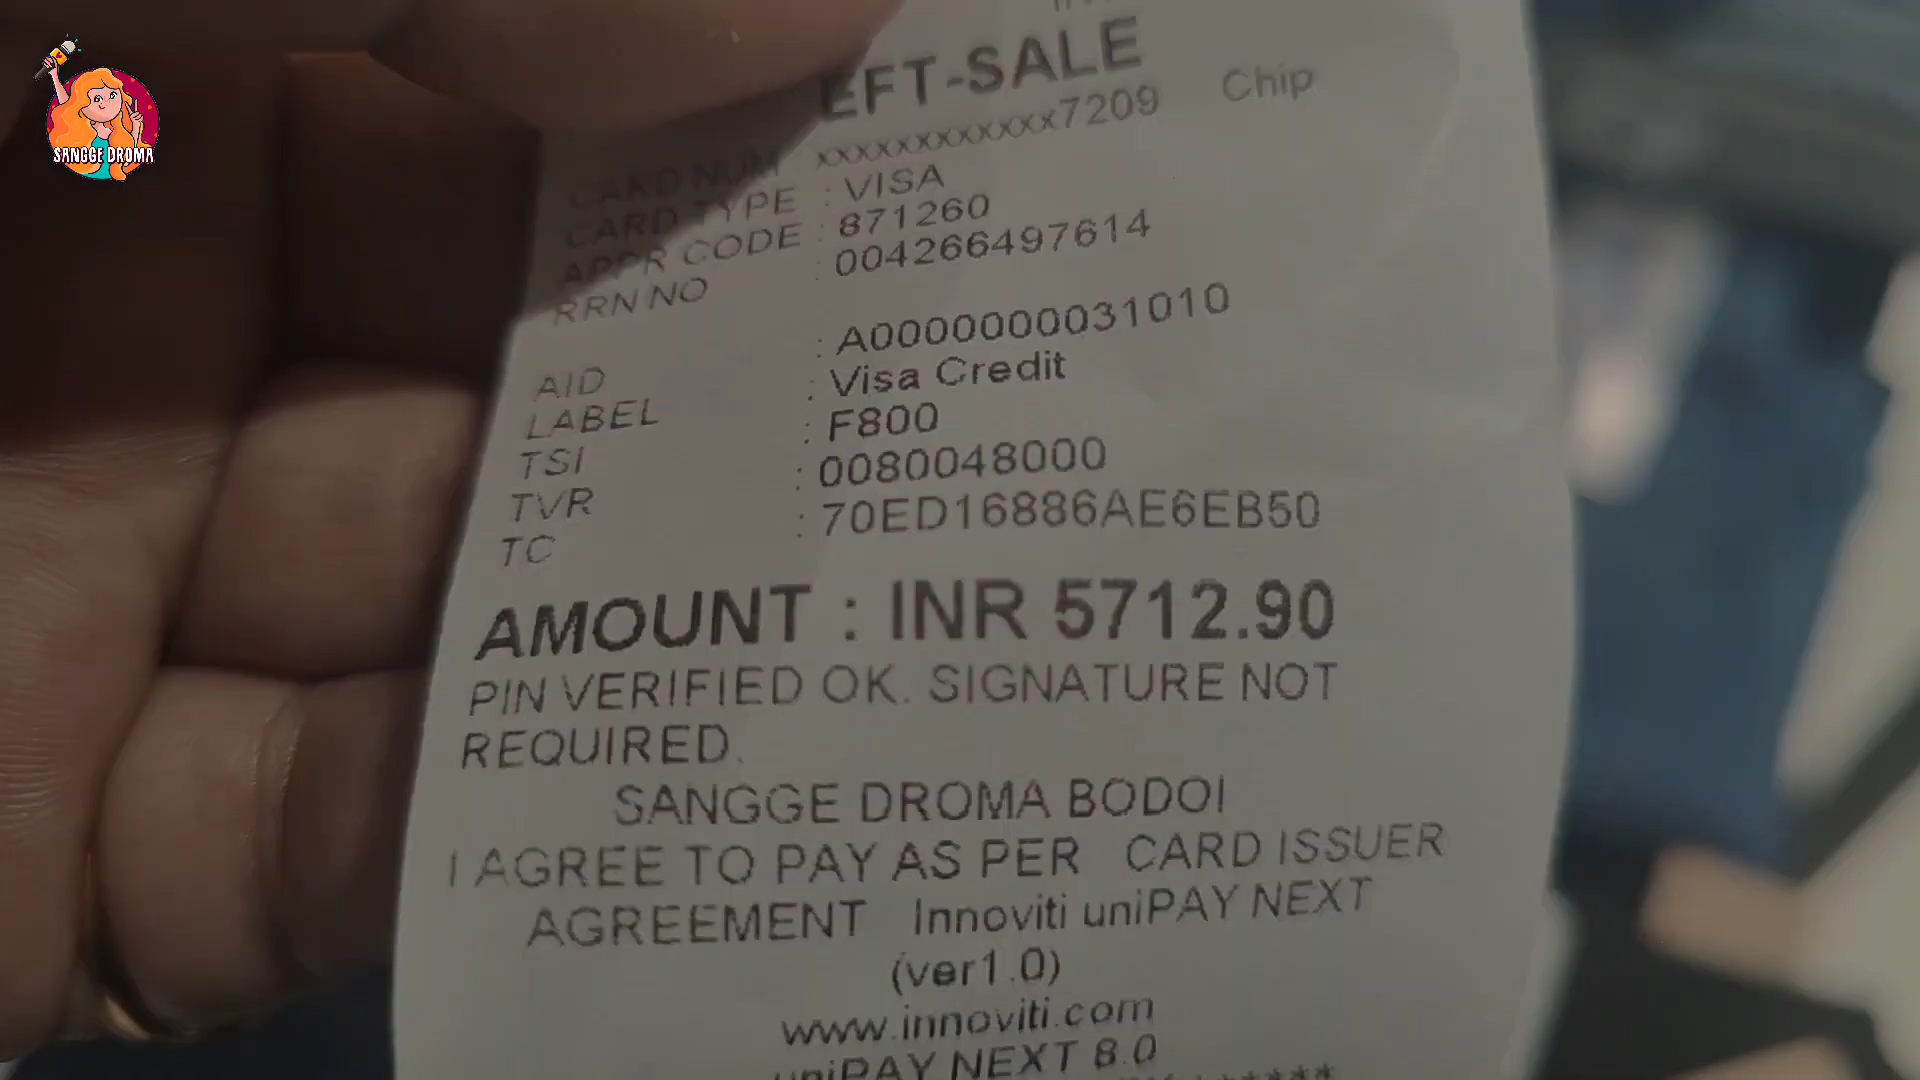 SANGGE DROMA
EFT-SALE
CARD NUM xxxxxxxxxxxx7209 Chip
CARD TYPE : VISA
APPR CODE : 871260
RRN NO : 004266497614
AID : A0000000031010
LABEL : Visa Credit
TSI : F800
TVR : 0080048000
TC : 70ED16886AE6EB50
AMOUNT : INR 5712.90
PIN VERIFIED OK. SIGNATURE NOT
REQUIRED.
SANGGE DROMA BODOI
I AGREE TO PAY AS PER CARD ISSUER
AGREEMENT Innoviti uniPAY NEXT
(ver1.0)
www.innoviti.com
uniPAY NEXT 8.0